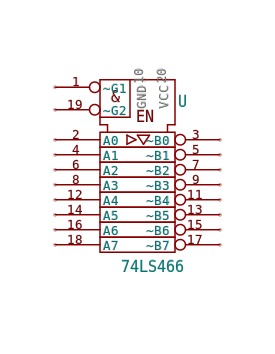 GND 10
VCC 20
1 ~G1
&
U
19 ~G2
EN
2 A0 ~B0 3
4 A1 ~B1 5
6 A2 ~B2 7
8 A3 ~B3 9
12 A4 ~B4 11
14 A5 ~B5 13
16 A6 ~B6 15
18 A7 ~B7 17
74LS466